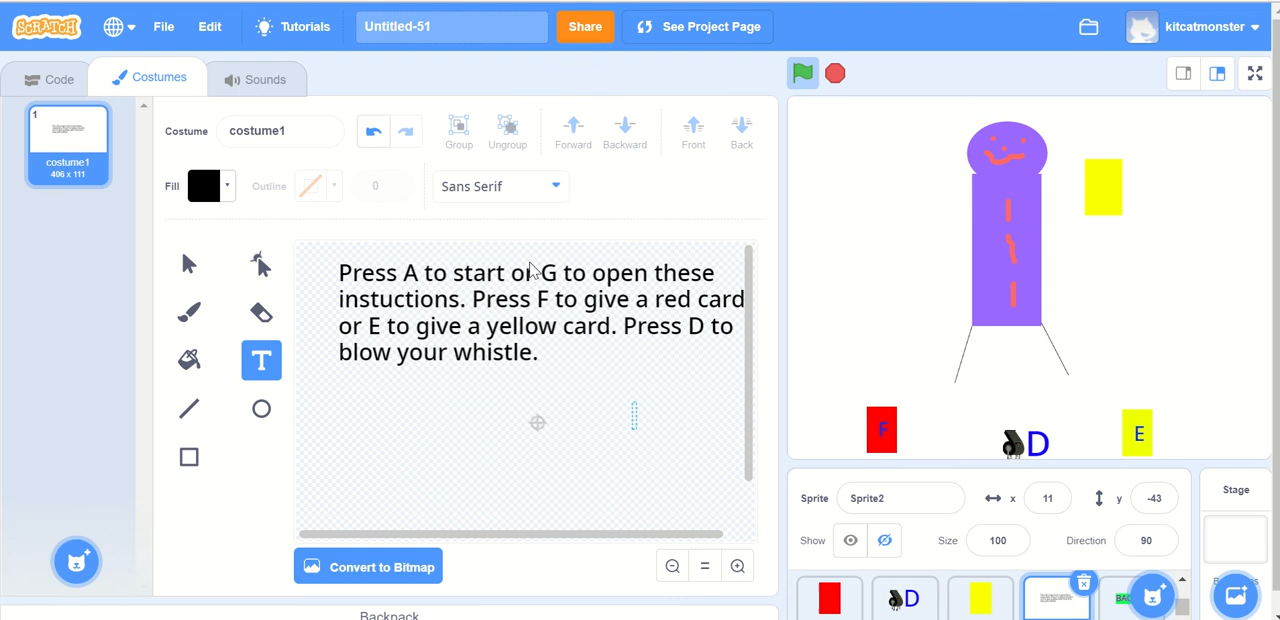 SCRATCH File Edit Tutorials Untitled-51 Share See Project Page kitcatmonster
Code Costumes Sounds
1
costume1
406 x 111
Costume costume1 Group Ungroup Forward Backward Front Back
Fill Outline 0 Sans Serif
T
Press A to start or G to open these
instuctions. Press F to give a red card
or E to give a yellow card. Press D to
blow your whistle.
Convert to Bitmap
Backpack
F D E
Sprite Sprite2 x 11 y -43
Show Size 100 Direction 90
Stage
D